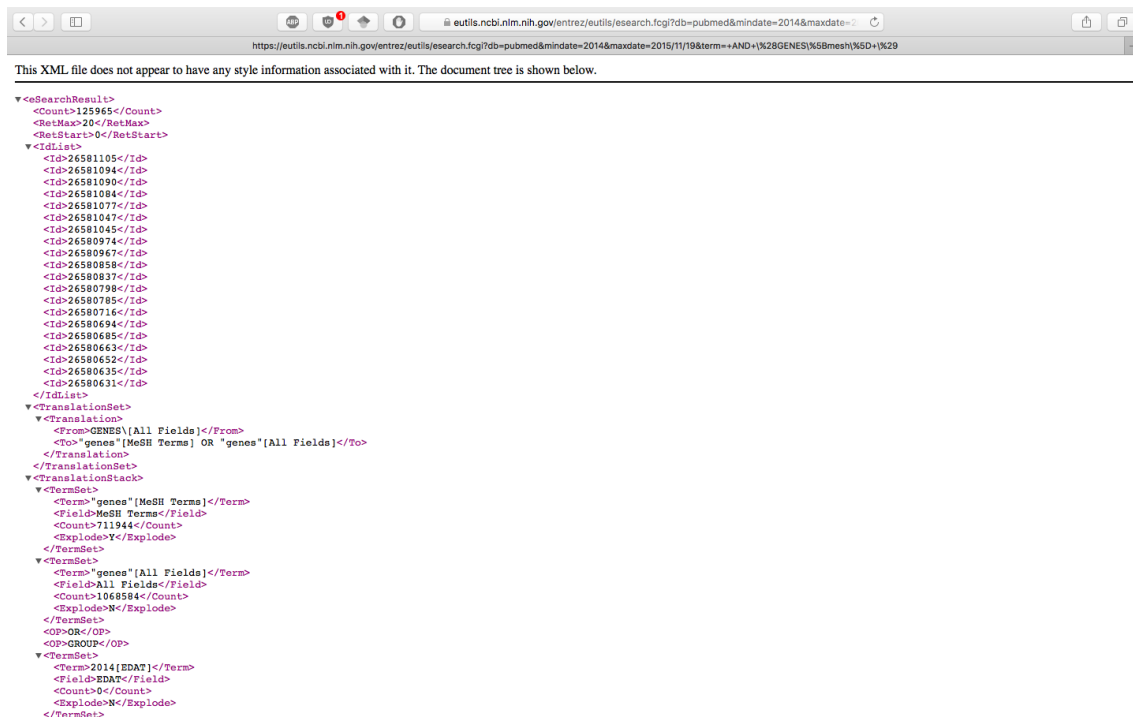 ABP
1
eutils.ncbi.nlm.nih.gov/entrez/eutils/esearch.fcgi?db=pubmed&mindate=2014&maxdate=2
https://eutils.ncbi.nlm.nih.gov/entrez/eutils/esearch.fcgi?db=pubmed&mindate=2014&maxdate=2015/11/19&term=+AND+\%28GENES\%5Bmesh\%5D+\%29
This XML file does not appear to have any style information associated with it. The document tree is shown below.
▼<eSearchResult>
<Count>125965</Count>
<RetMax>20</RetMax>
<RetStart>0</RetStart>
▼<IdList>
<Id>26581105</Id>
<Id>26581094</Id>
<Id>26581090</Id>
<Id>26581084</Id>
<Id>26581077</Id>
<Id>26581047</Id>
<Id>26581045</Id>
<Id>26580974</Id>
<Id>26580967</Id>
<Id>26580858</Id>
<Id>26580837</Id>
<Id>26580798</Id>
<Id>26580785</Id>
<Id>26580716</Id>
<Id>26580694</Id>
<Id>26580685</Id>
<Id>26580663</Id>
<Id>26580652</Id>
<Id>26580635</Id>
<Id>26580631</Id>
</IdList>
▼<TranslationSet>
▼<Translation>
<From>GENES\[All Fields]</From>
<To>"genes"[MeSH Terms] OR "genes"[All Fields]</To>
</Translation>
</TranslationSet>
▼<TranslationStack>
▼<TermSet>
<Term>"genes"[MeSH Terms]</Term>
<Field>MeSH Terms</Field>
<Count>711944</Count>
<Explode>Y</Explode>
</TermSet>
▼<TermSet>
<Term>"genes"[All Fields]</Term>
<Field>All Fields</Field>
<Count>1068584</Count>
<Explode>N</Explode>
</TermSet>
<OP>OR</OP>
<OP>GROUP</OP>
▼<TermSet>
<Term>2014[EDAT]</Term>
<Field>EDAT</Field>
<Count>0</Count>
<Explode>N</Explode>
</TermSet>